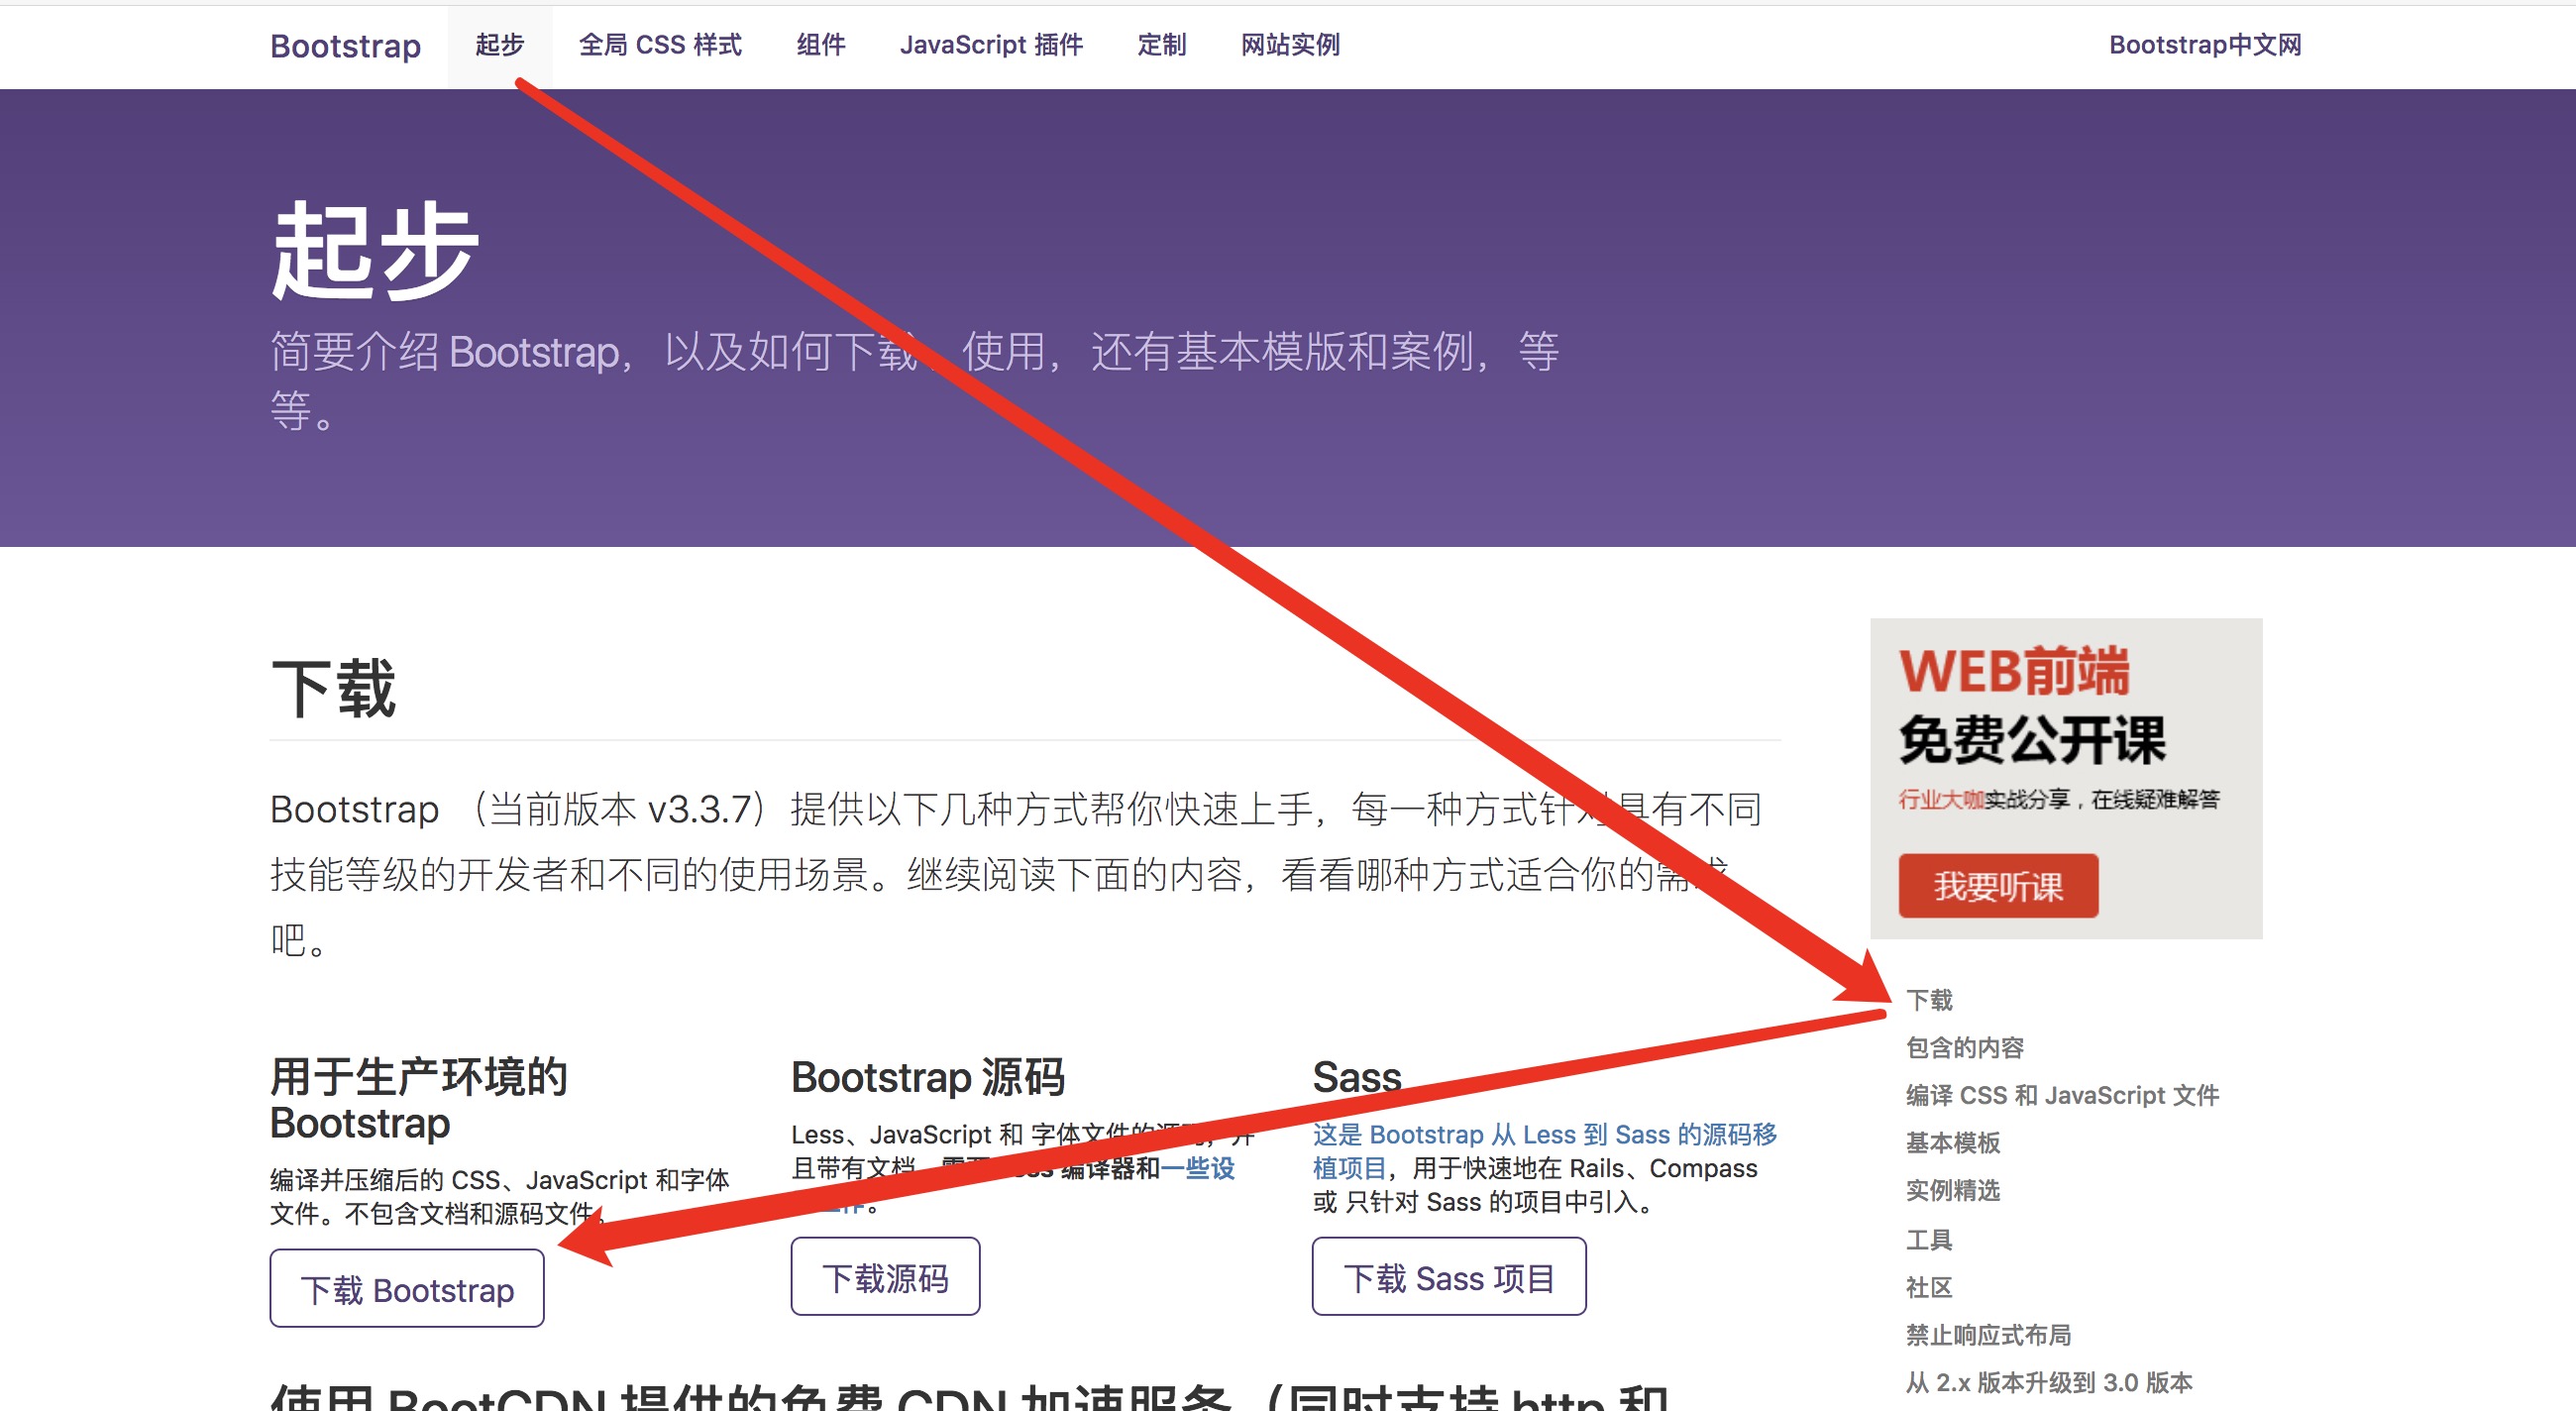 Bootstrap 起步 全局 CSS 样式 组件 JavaScript 插件 定制 网站实例 Bootstrap中文网
起步
简要介绍 Bootstrap，以及如何下载、使用，还有基本模版和案例，等
等。
下载
Bootstrap （当前版本 v3.3.7）提供以下几种方式帮你快速上手，每一种方式针对具有不同
技能等级的开发者和不同的使用场景。继续阅读下面的内容，看看哪种方式适合你的需求
吧。
用于生产环境的
Bootstrap
编译并压缩后的 CSS、JavaScript 和字体
文件。不包含文档和源码文件。
下载 Bootstrap
Bootstrap 源码
Less、JavaScript 和 字体文件的源码，并
且带有文档。需要 Less 编译器和一些设
。
下载源码
Sass
这是 Bootstrap 从 Less 到 Sass 的源码移
植项目，用于快速地在 Rails、Compass
或 只针对 Sass 的项目中引入。
下载 Sass 项目
使用 BootCDN 提供的免费 CDN 加速服务（同时支持 http 和
WEB前端
免费公开课
行业大咖实战分享，在线疑难解答
我要听课
下载
包含的内容
编译 CSS 和 JavaScript 文件
基本模板
实例精选
工具
社区
禁止响应式布局
从 2.x 版本升级到 3.0 版本